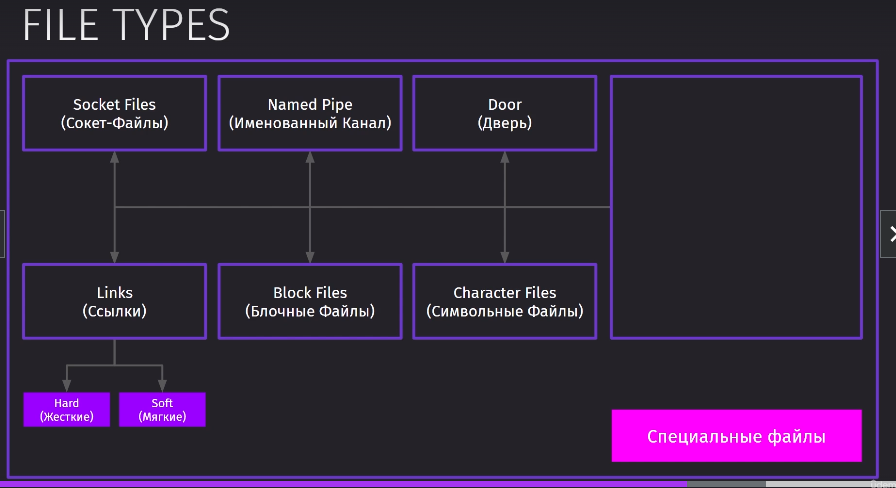 FILE TYPES
Socket Files
(Сокет-Файлы)
Named Pipe
(Именованный Канал)
Door
(Дверь)
Links
(Ссылки)
Block Files
(Блочные Файлы)
Character Files
(Символьные Файлы)
Hard
(Жесткие)
Soft
(Мягкие)
Специальные файлы